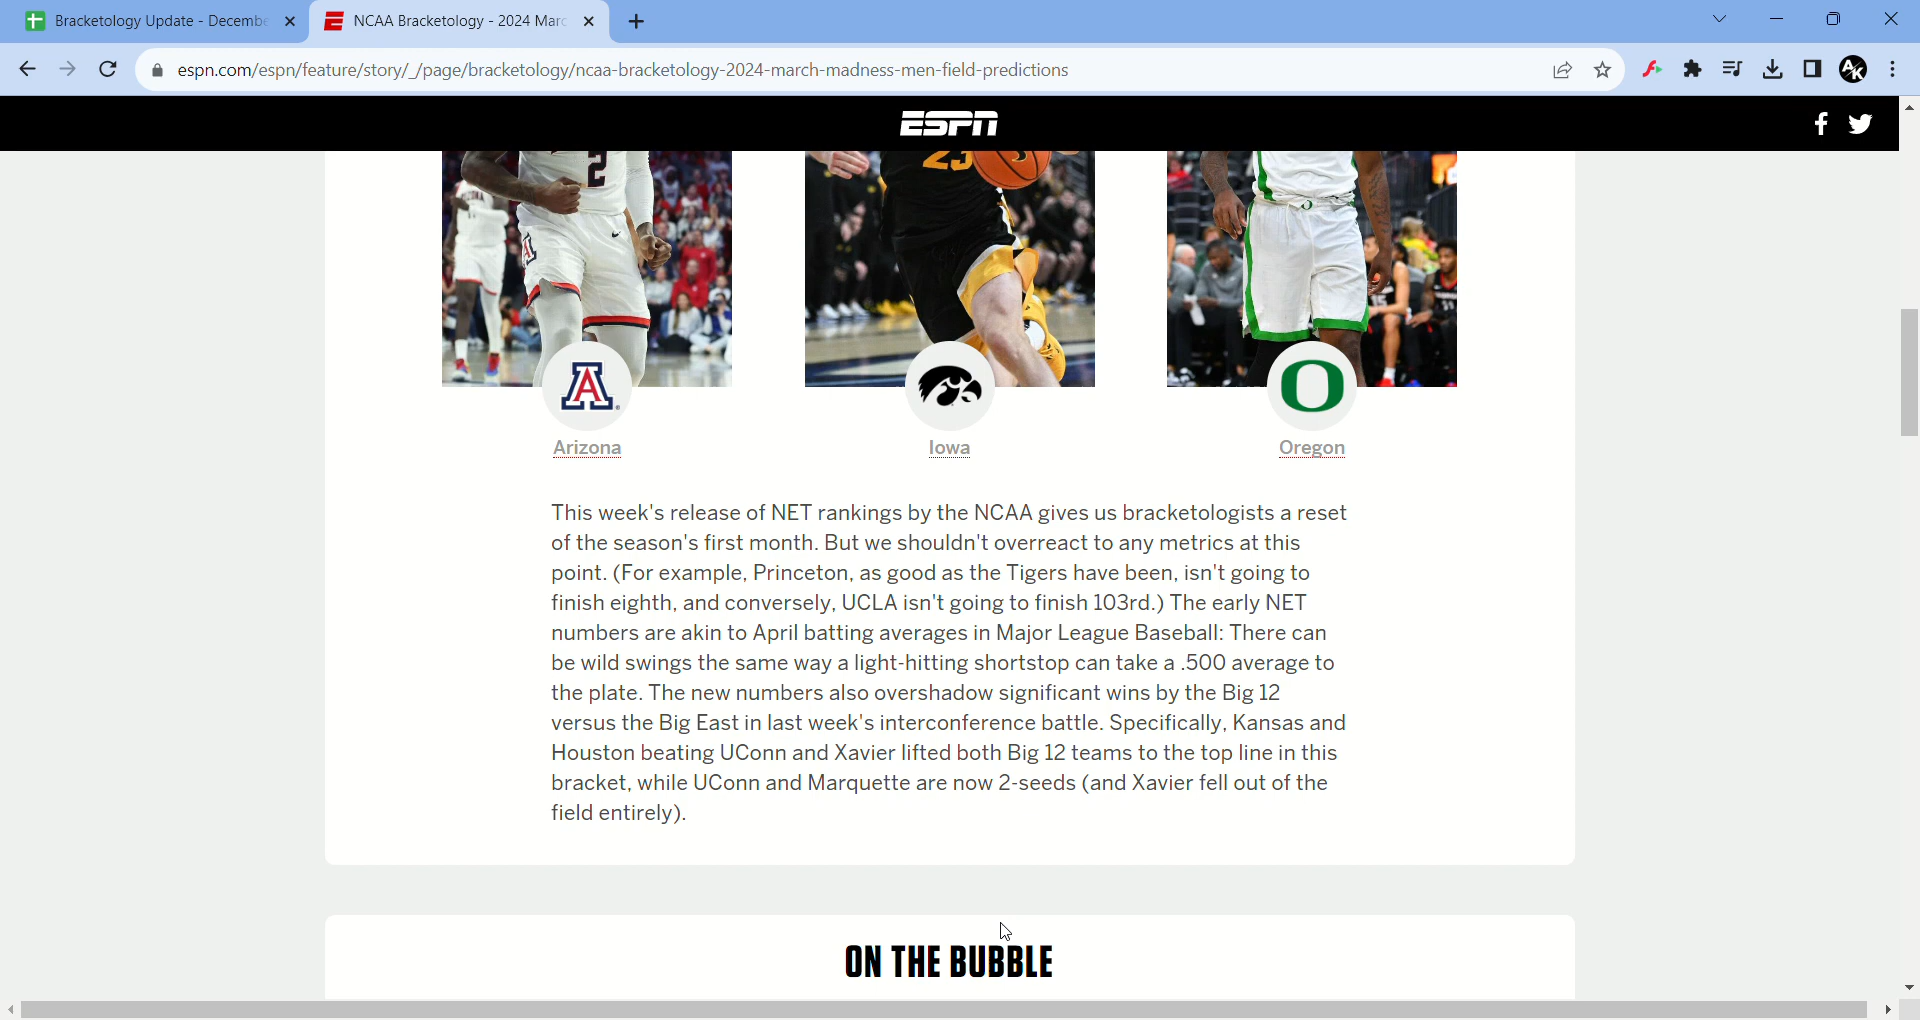 Bracketology Update - Decembe
NCAA Bracketology - 2024 Marc
espn.com/espn/feature/story/_/page/bracketology/ncaa-bracketology-2024-march-madness-men-field-predictions
AK
ESPN
2
23
A
O
Arizona
Iowa
Oregon
This week's release of NET rankings by the NCAA gives us bracketologists a reset
of the season's first month. But we shouldn't overreact to any metrics at this
point. (For example, Princeton, as good as the Tigers have been, isn't going to
finish eighth, and conversely, UCLA isn't going to finish 103rd.) The early NET
numbers are akin to April batting averages in Major League Baseball: There can
be wild swings the same way a light-hitting shortstop can take a .500 average to
the plate. The new numbers also overshadow significant wins by the Big 12
versus the Big East in last week's interconference battle. Specifically, Kansas and
Houston beating UConn and Xavier lifted both Big 12 teams to the top line in this
bracket, while UConn and Marquette are now 2-seeds (and Xavier fell out of the
field entirely).
ON THE BUBBLE